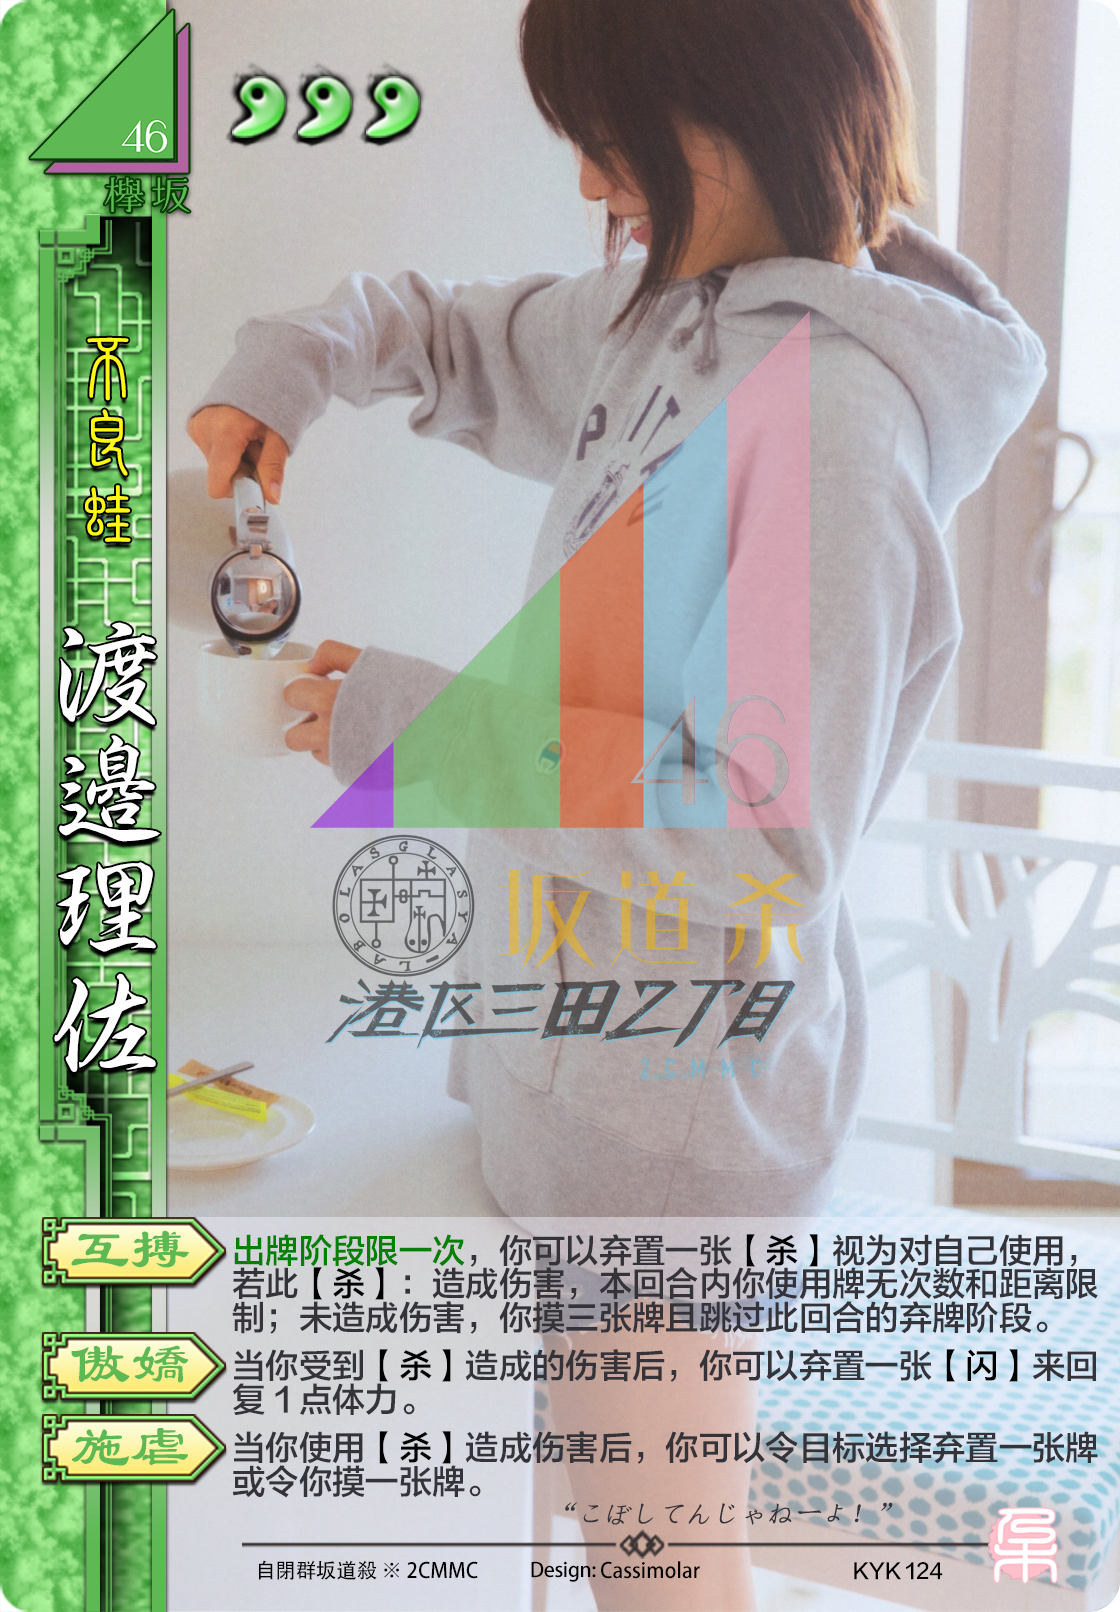 46
欅坂
不良蛙
渡邉理佐
46
GLASYA-LABOLAS
坂道杀
港区三田2丁目
2.C.M-M-C
互搏
出牌阶段限一次，你可以弃置一张【杀】视为对自己使用，
若此【杀】：造成伤害，本回合内你使用牌无次数和距离限
制；未造成伤害，你摸三张牌且跳过此回合的弃牌阶段。
傲嬌
当你受到【杀】造成的伤害后，你可以弃置一张【闪】来回
复1点体力。
施虐
当你使用【杀】造成伤害后，你可以令目标选择弃置一张牌
或令你摸一张牌。
“こぼしてんじゃねーよ！”
自閉群坂道殺 ※ 2CMMC
Design: Cassimolar
KYK 124